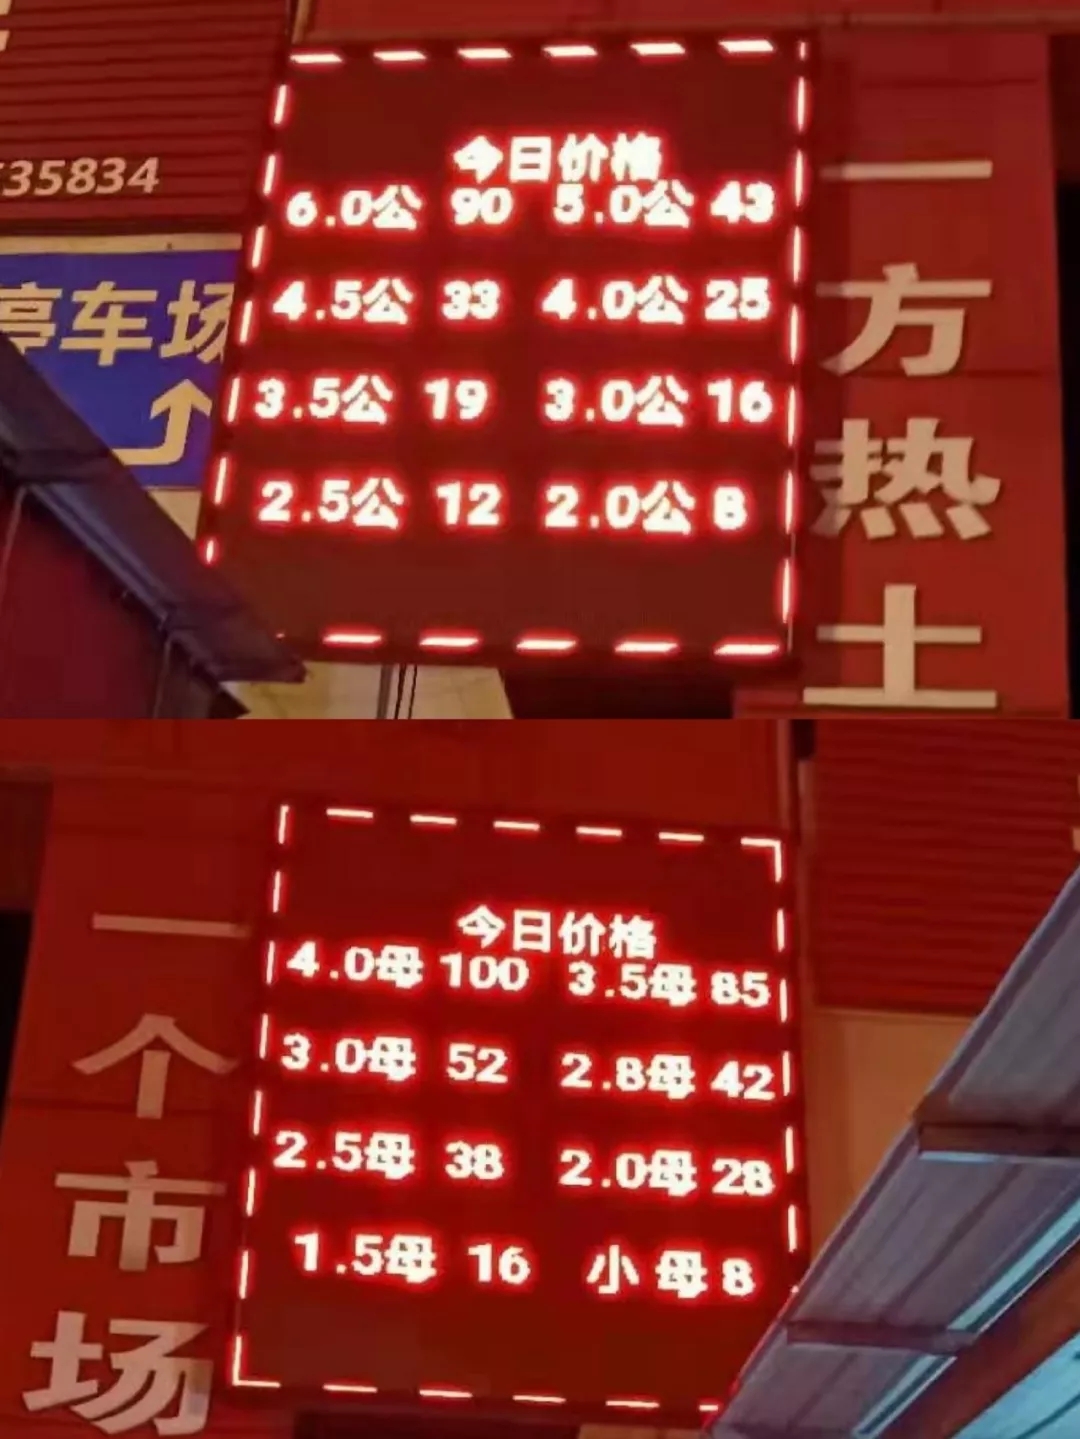 35834
停车场
今日价格
6.0公 90 5.0公 43
4.5公 33 4.0公 25
3.5公 19 3.0公 16
2.5公 12 2.0公 8
一方热土
今日价格
4.0母 100 3.5母 85
3.0母 52 2.8母 42
2.5母 38 2.0母 28
1.5母 16 小母 8
一个市场